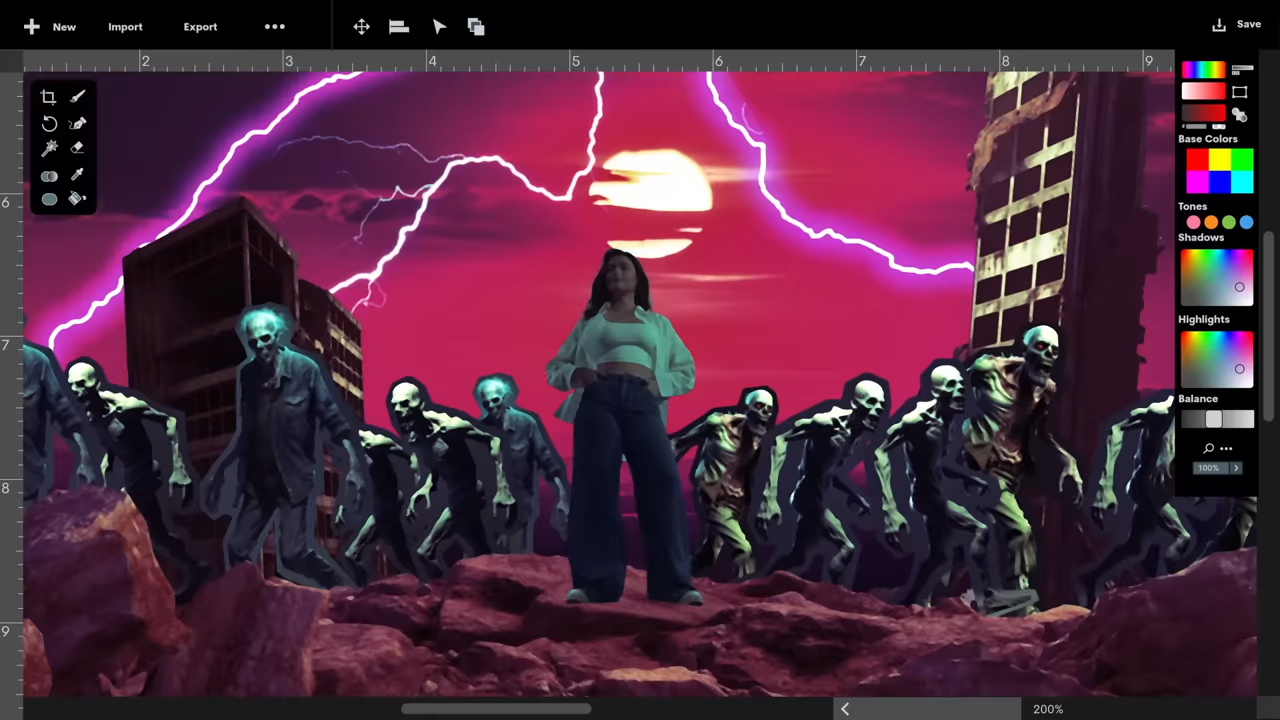 New Import Export Save
2 3 4 5 6 7 8 9
6
7
8
9
Base Colors
Tones
Shadows
Highlights
Balance
100%
200%